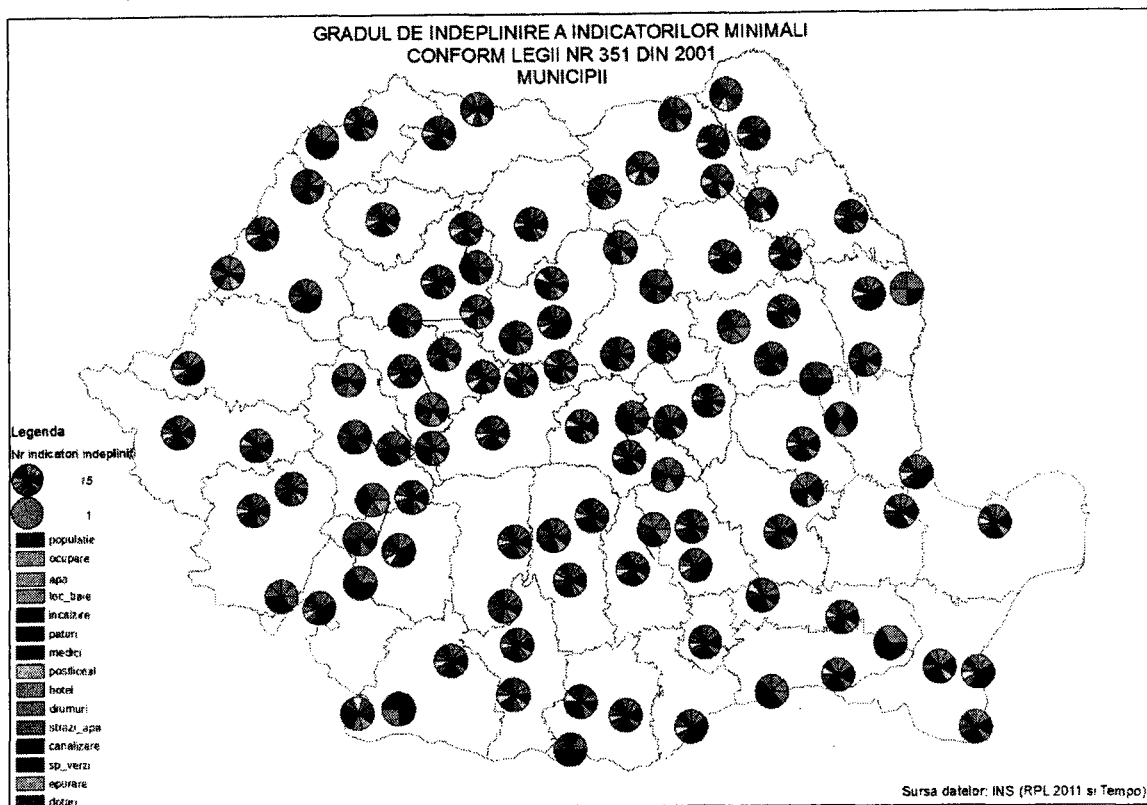 GRADUL DE INDEPLINIRE A INDICATORILOR MINIMALI
CONFORM LEGII NR 351 DIN 2001
MUNICIPII
Legenda
Nr indicatori indepliniti
15
1
populatie
ocupare
apa
loc_baie
incalzire
paturi
medici
postliceal
hotel
drumuri
strazi_apa
canalizare
sp_verzi
epurare
dotari
Sursa datelor: INS (RPL 2011 si Tempo)